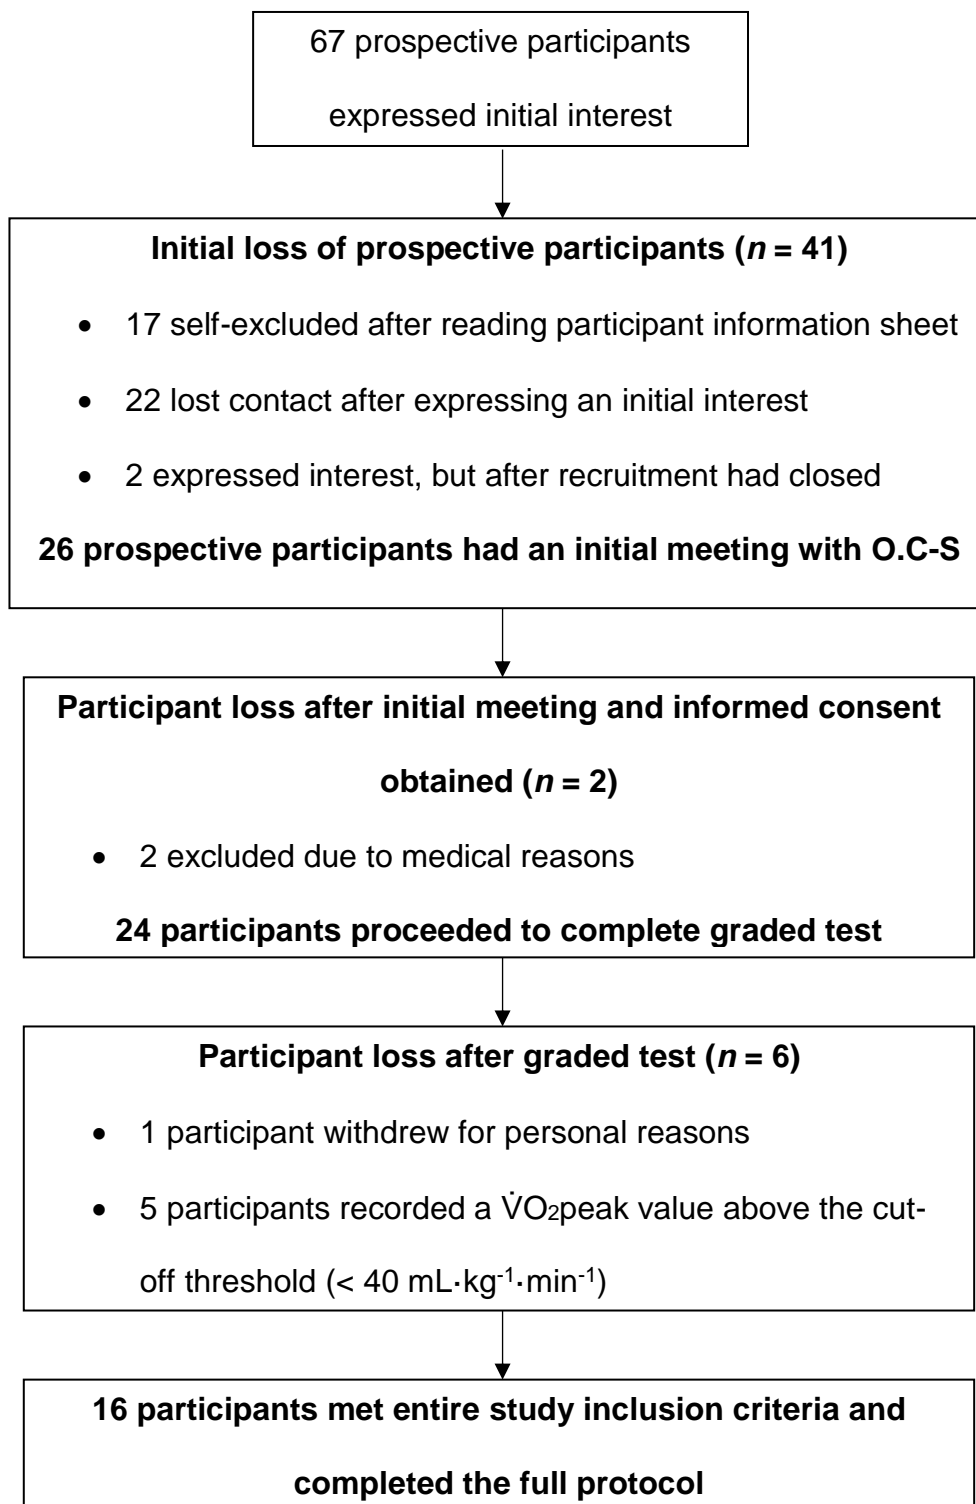 67 prospective participants
expressed initial interest
Initial loss of prospective participants (n = 41)
• 17 self-excluded after reading participant information sheet
• 22 lost contact after expressing an initial interest
• 2 expressed interest, but after recruitment had closed
26 prospective participants had an initial meeting with O.C-S
Participant loss after initial meeting and informed consent
obtained (n = 2)
• 2 excluded due to medical reasons
24 participants proceeded to complete graded test
Participant loss after graded test (n = 6)
• 1 participant withdrew for personal reasons
• 5 participants recorded a V̇O₂peak value above the cut-
off threshold (< 40 mL·kg⁻¹·min⁻¹)
16 participants met entire study inclusion criteria and
completed the full protocol